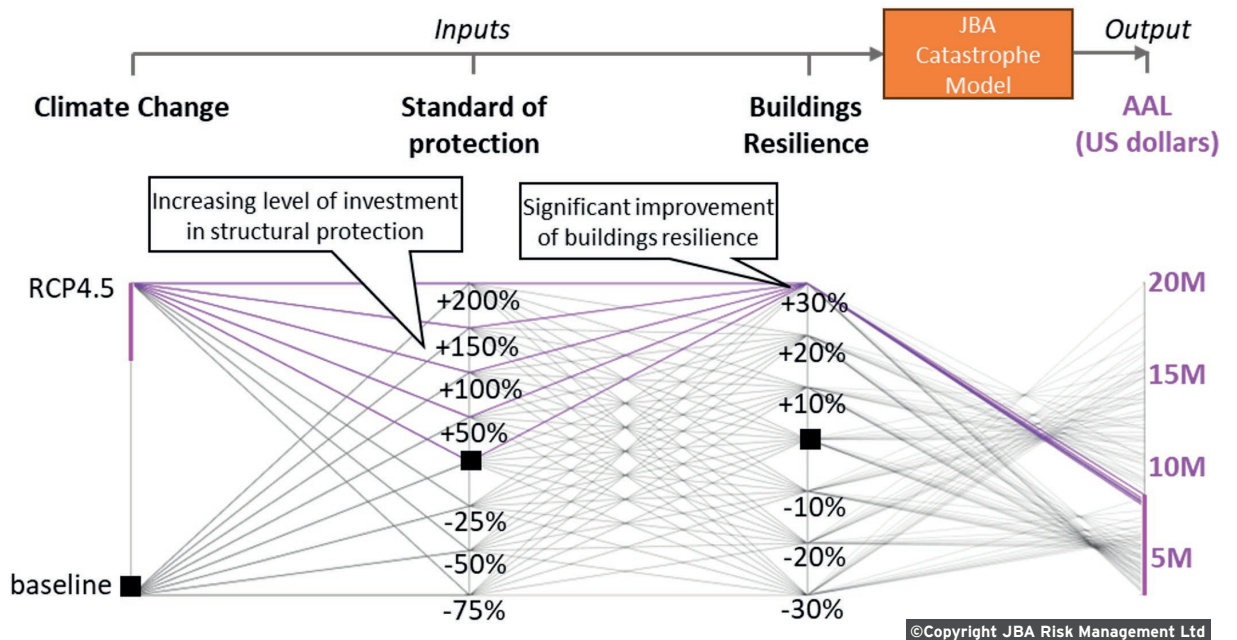 Inputs
JBA
Catastrophe
Model
Output
Climate Change
Standard of
protection
Buildings
Resilience
AAL
(US dollars)
Increasing level of investment
in structural protection
Significant improvement
of buildings resilience
RCP4.5
baseline
+200%
+150%
+100%
+50%
-25%
-50%
-75%
+30%
+20%
+10%
-10%
-20%
-30%
20M
15M
10M
5M
©Copyright JBA Risk Management Ltd